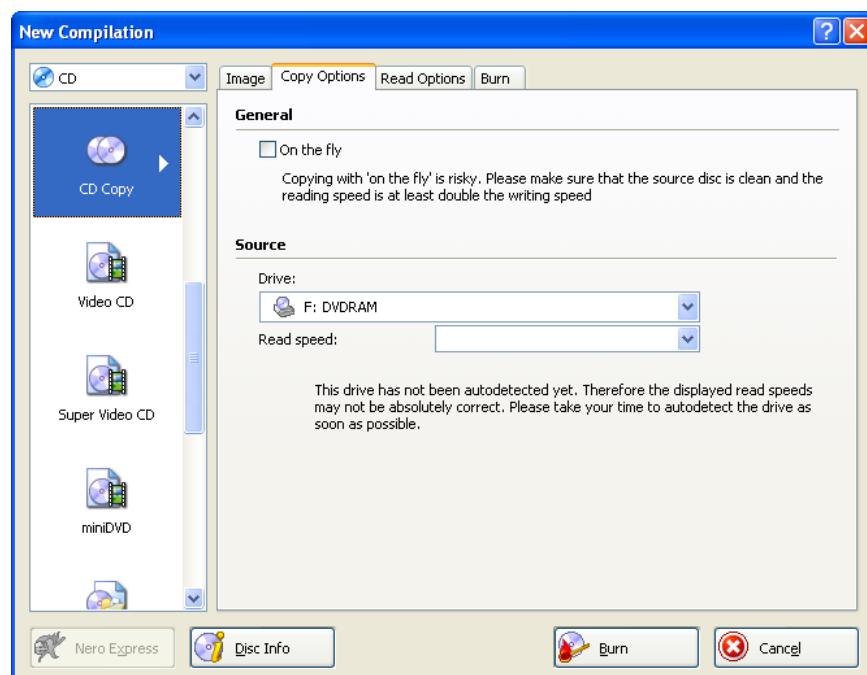 New Compilation
CD
Image
Copy Options
Read Options
Burn
CD Copy
Video CD
Super Video CD
miniDVD
General
On the fly
Copying with 'on the fly' is risky. Please make sure that the source disc is clean and the
reading speed is at least double the writing speed
Source
Drive:
F: DVDRAM
Read speed:
This drive has not been autodetected yet. Therefore the displayed read speeds
may not be absolutely correct. Please take your time to autodetect the drive as
soon as possible.
Nero Express
Disc Info
Burn
Cancel